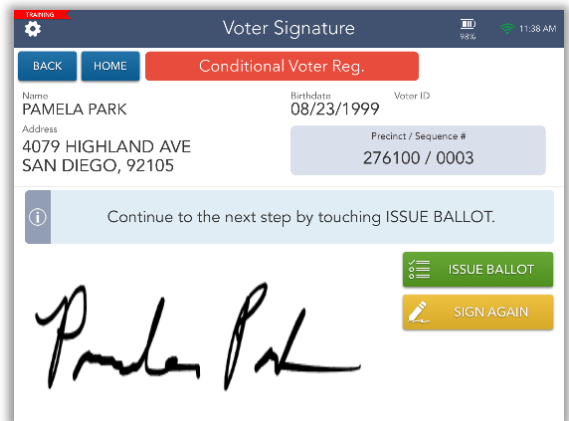 TRAINING
Voter Signature
98%
11:38 AM
BACK
HOME
Conditional Voter Reg.
Name
PAMELA PARK
Birthdate
08/23/1999
Voter ID
Address
4079 HIGHLAND AVE
SAN DIEGO, 92105
Precinct / Sequence #
276100 / 0003
Continue to the next step by touching ISSUE BALLOT.
ISSUE BALLOT
SIGN AGAIN
Pamela Park